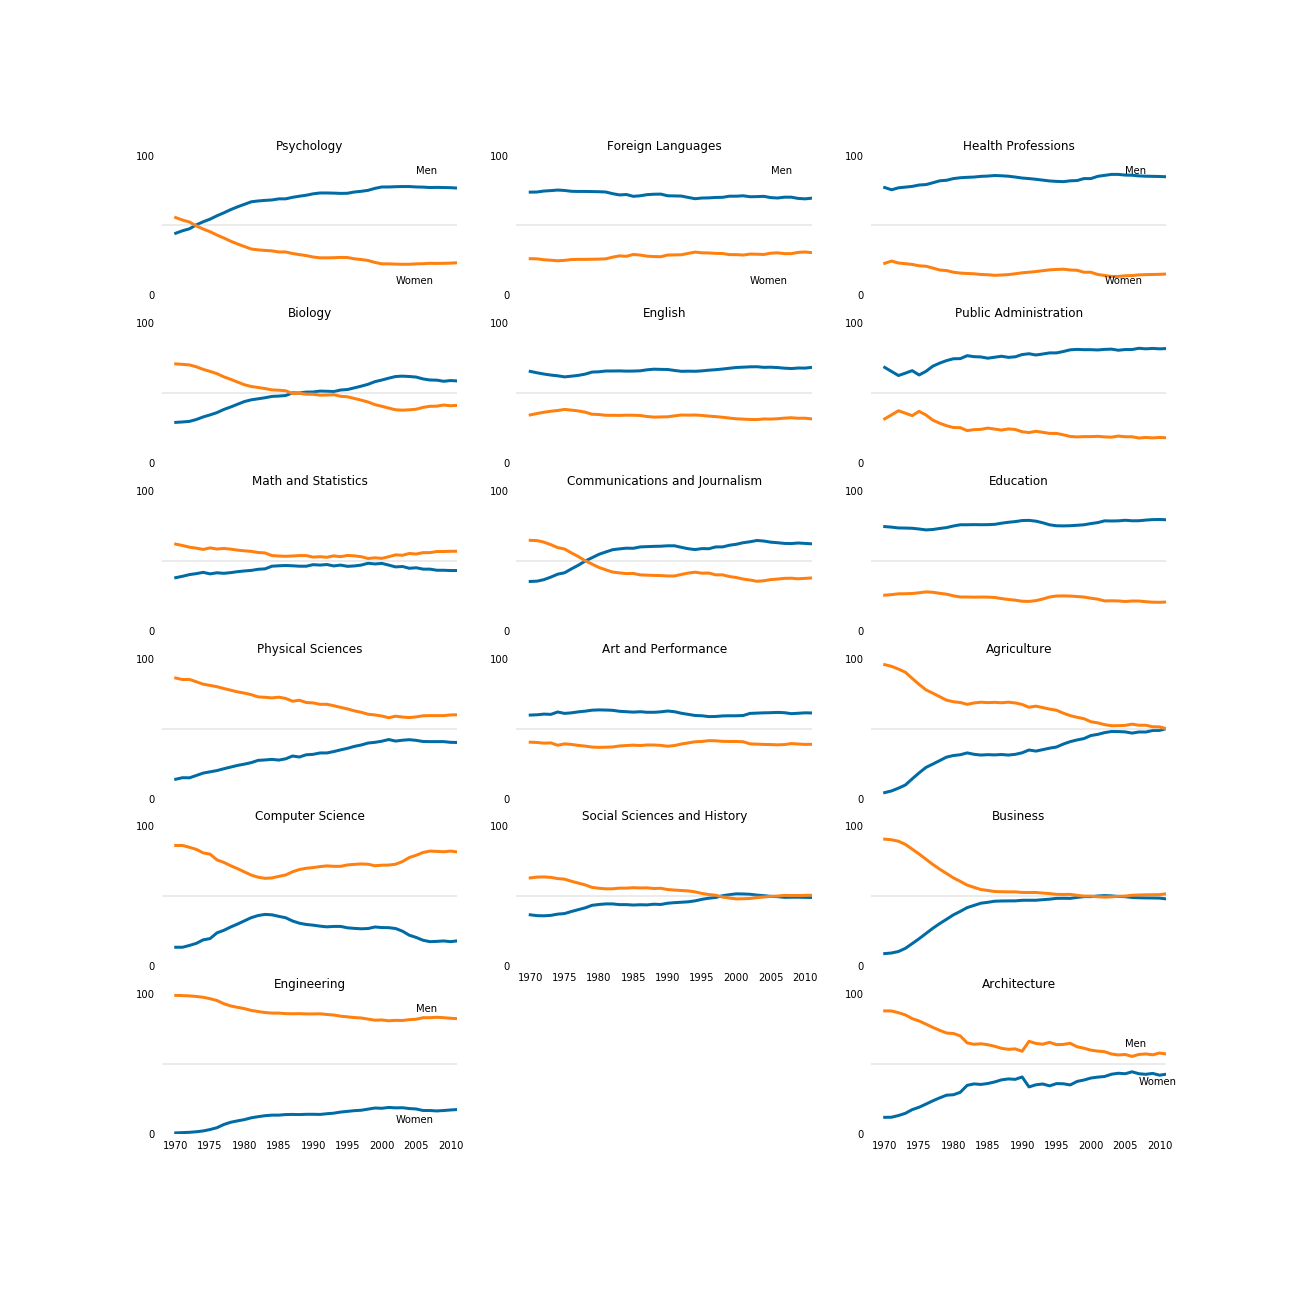 Psychology
100
Men
Women
0
Foreign Languages
100
Men
Women
0
Health Professions
100
Men
Women
0
Biology
100
0
English
100
0
Public Administration
100
0
Math and Statistics
100
0
Communications and Journalism
100
0
Education
100
0
Physical Sciences
100
0
Art and Performance
100
0
Agriculture
100
0
Computer Science
100
0
Social Sciences and History
100
0
1970 1975 1980 1985 1990 1995 2000 2005 2010
Business
100
0
Engineering
100
Men
Women
0
1970 1975 1980 1985 1990 1995 2000 2005 2010
Architecture
100
Men
Women
0
1970 1975 1980 1985 1990 1995 2000 2005 2010